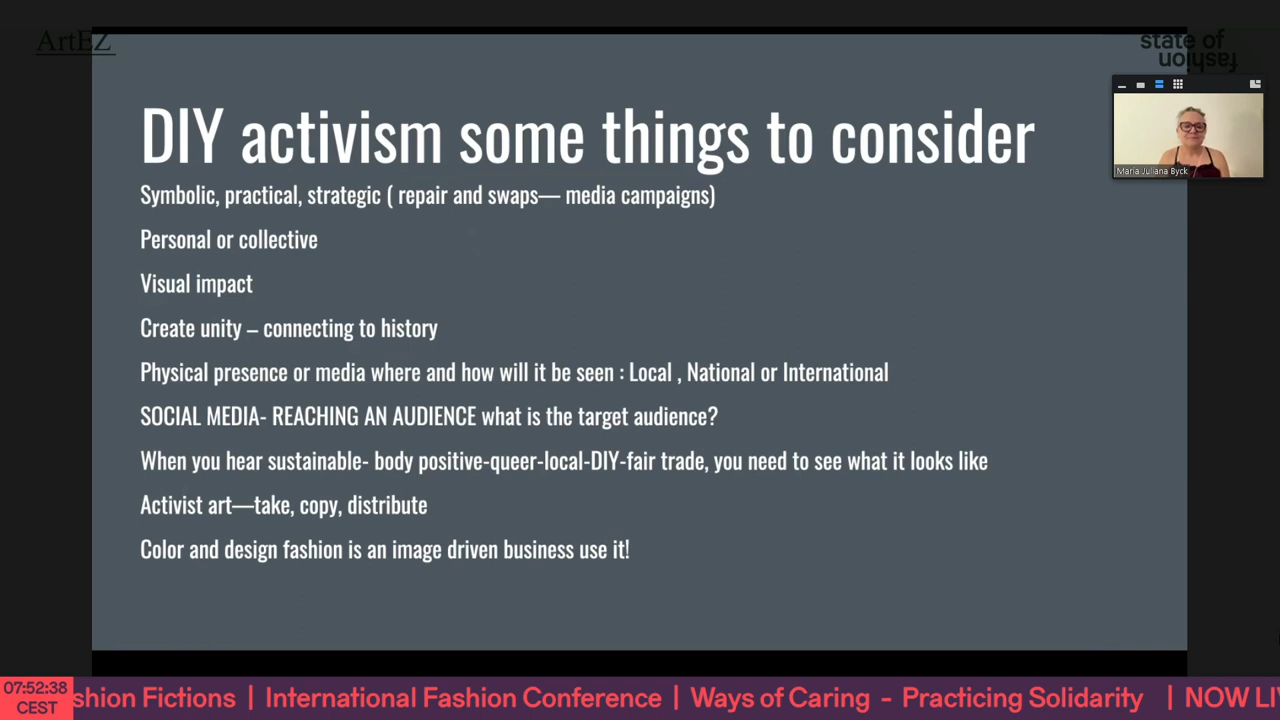 ArtEZ
state of
fashion
DIY activism some things to consider
Maria Juliana Byck
Symbolic, practical, strategic ( repair and swaps— media campaigns)
Personal or collective
Visual impact
Create unity – connecting to history
Physical presence or media where and how will it be seen : Local , National or International
SOCIAL MEDIA- REACHING AN AUDIENCE what is the target audience?
When you hear sustainable- body positive-queer-local-DIY-fair trade, you need to see what it looks like
Activist art—take, copy, distribute
Color and design fashion is an image driven business use it!
07:52:38
CEST
shion Fictions | International Fashion Conference | Ways of Caring - Practicing Solidarity | NOW LI